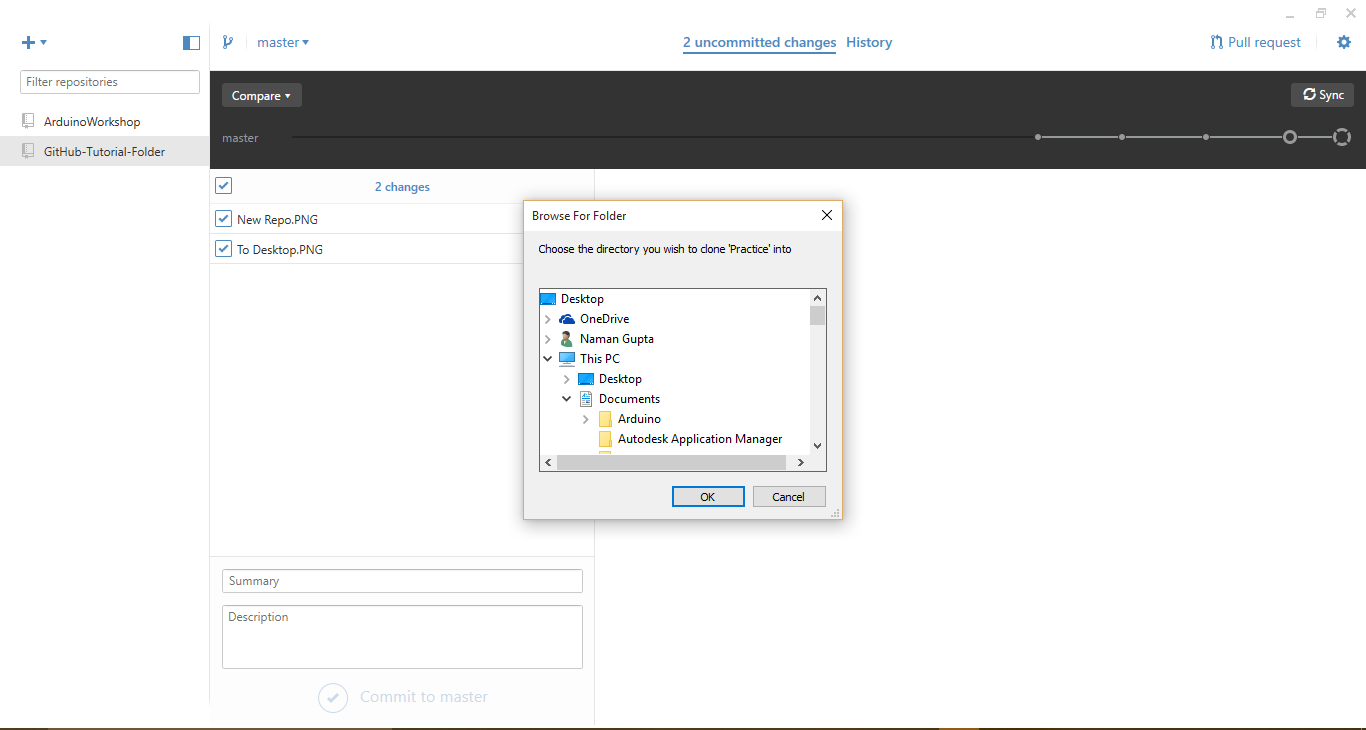 master
2 uncommitted changes
History
Pull request
Filter repositories
ArduinoWorkshop
GitHub-Tutorial-Folder
Compare
Sync
master
2 changes
New Repo.PNG
To Desktop.PNG
Browse For Folder
Choose the directory you wish to clone 'Practice' into
Desktop
OneDrive
Naman Gupta
This PC
Desktop
Documents
Arduino
Autodesk Application Manager
OK
Cancel
Summary
Description
Commit to master